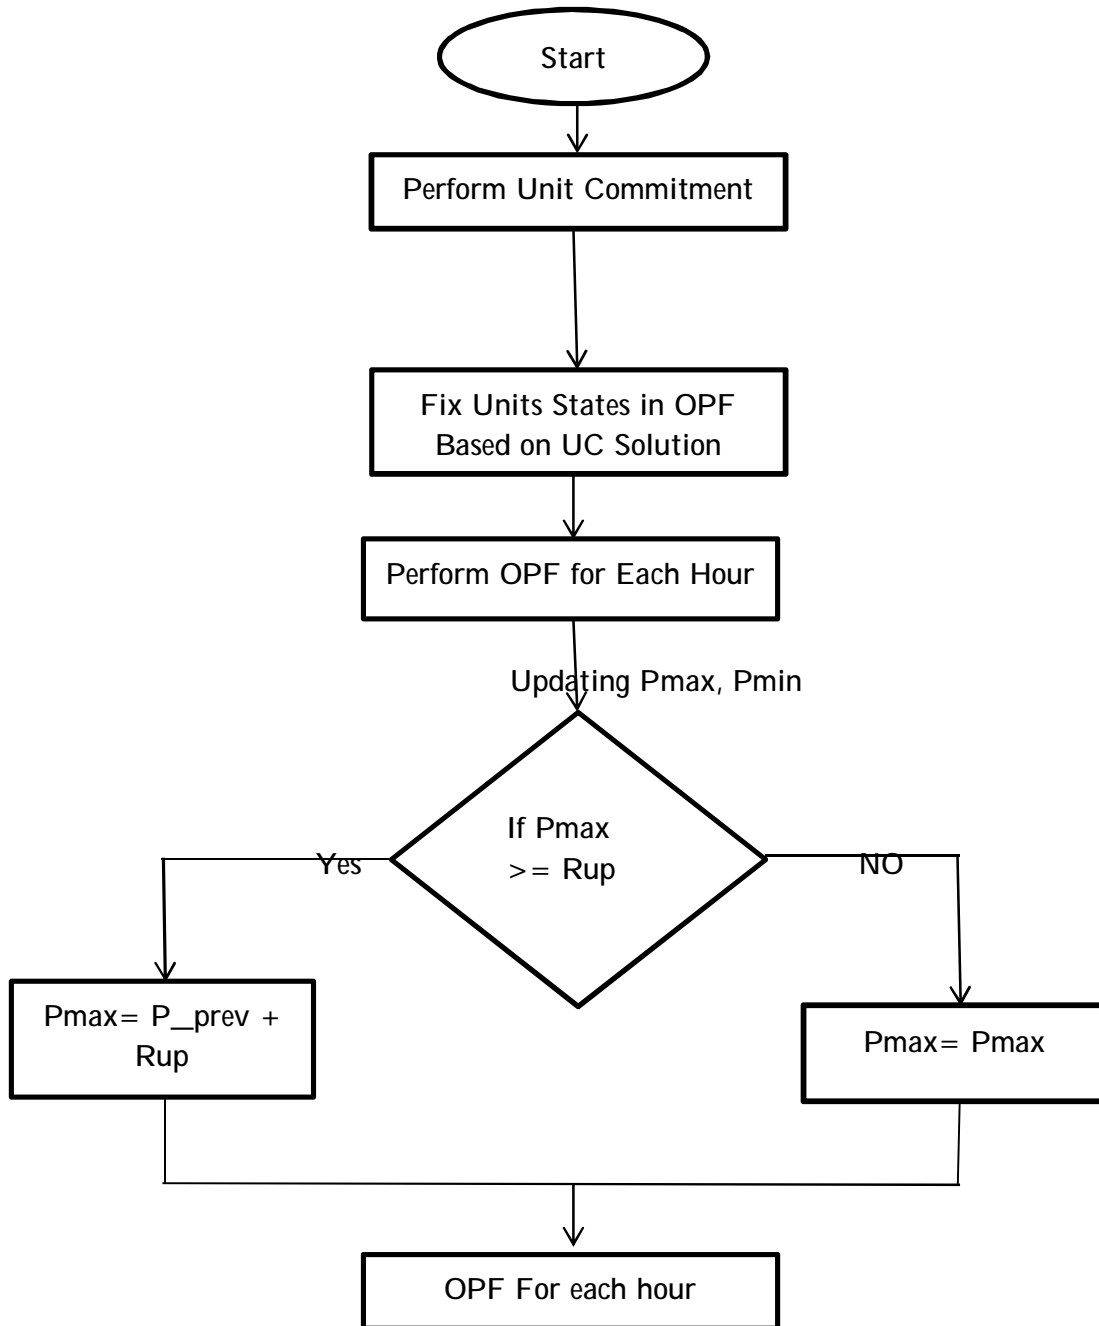 Start
Perform Unit Commitment
Fix Units States in OPF
Based on UC Solution
Perform OPF for Each Hour
Updating Pmax, Pmin
If Pmax
>= Rup
Yes
NO
Pmax= P_prev +
Rup
Pmax= Pmax
OPF For each hour